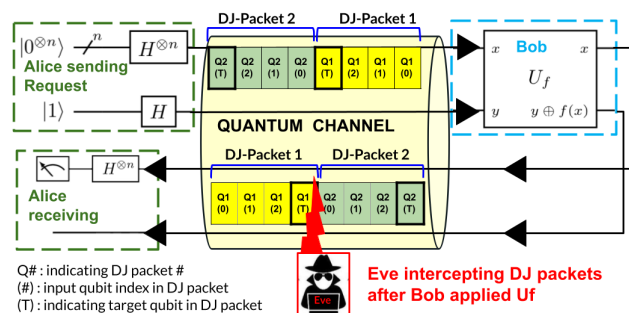 DJ-Packet 2 DJ-Packet 1
|0⊗n⟩ n H⊗n
Q2 (T) Q2 (2) Q2 (1) Q2 (0) Q1 (T) Q1 (2) Q1 (1) Q1 (0)
Bob
x x
Uf
y y ⊕ f(x)
Alice sending
Request
|1⟩ H
QUANTUM CHANNEL
DJ-Packet 1 DJ-Packet 2
H⊗n
Q1 (0) Q1 (1) Q1 (2) Q1 (T) Q2 (0) Q2 (1) Q2 (2) Q2 (T)
Alice
receiving
Q# : indicating DJ packet #
(#) : input qubit index in DJ packet
(T) : indicating target qubit in DJ packet
Eve
Eve intercepting DJ packets
after Bob applied Uf